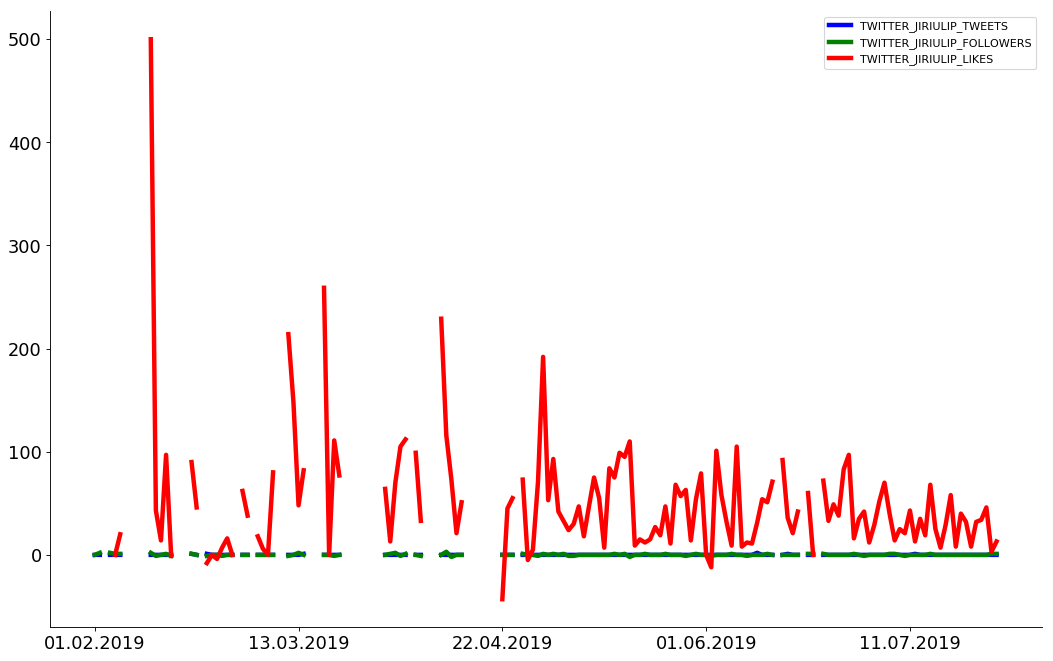 TWITTER_JIRIULIP_TWEETS
TWITTER_JIRIULIP_FOLLOWERS
TWITTER_JIRIULIP_LIKES
500
400
300
200
100
0
01.02.2019 13.03.2019 22.04.2019 01.06.2019 11.07.2019